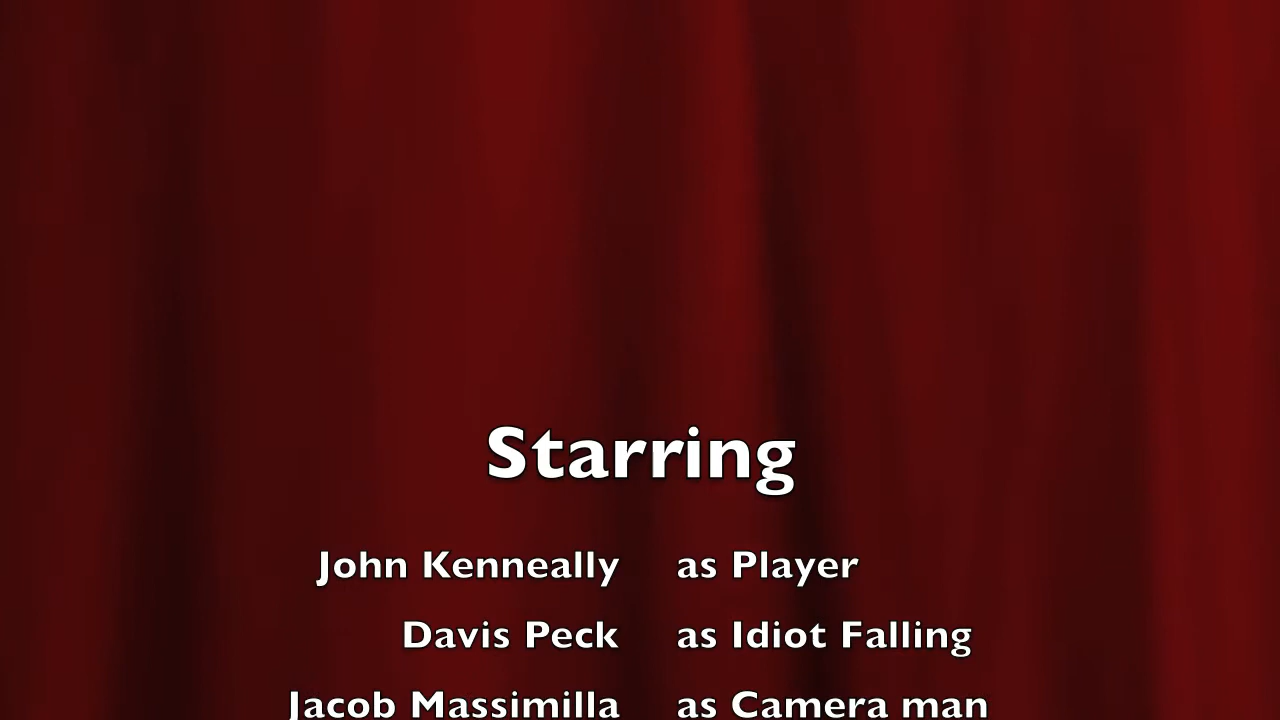 Starring
John Kenneally as Player
Davis Peck as Idiot Falling
Jacob Massimilla as Camera man